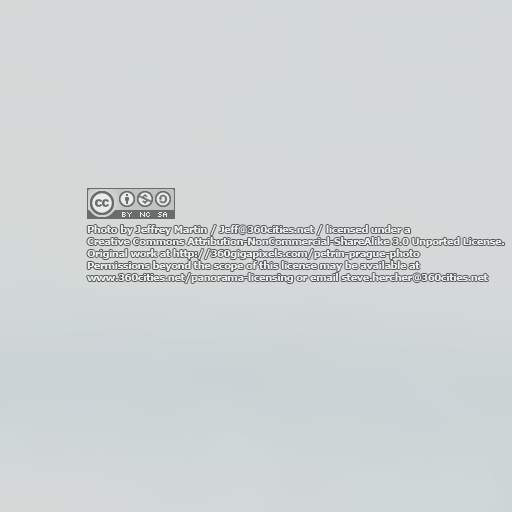 cc
BY NC SA
Photo by Jeffrey Martin / Jeff@360cities.net / licensed under a
Creative Commons Attribution-NonCommercial-ShareAlike 3.0 Unported License.
Original work at http://360gigapixels.com/petrin-prague-photo
Permissions beyond the scope of this license may be available at
www.360cities.net/panorama-licensing or email steve.hercher@360cities.net